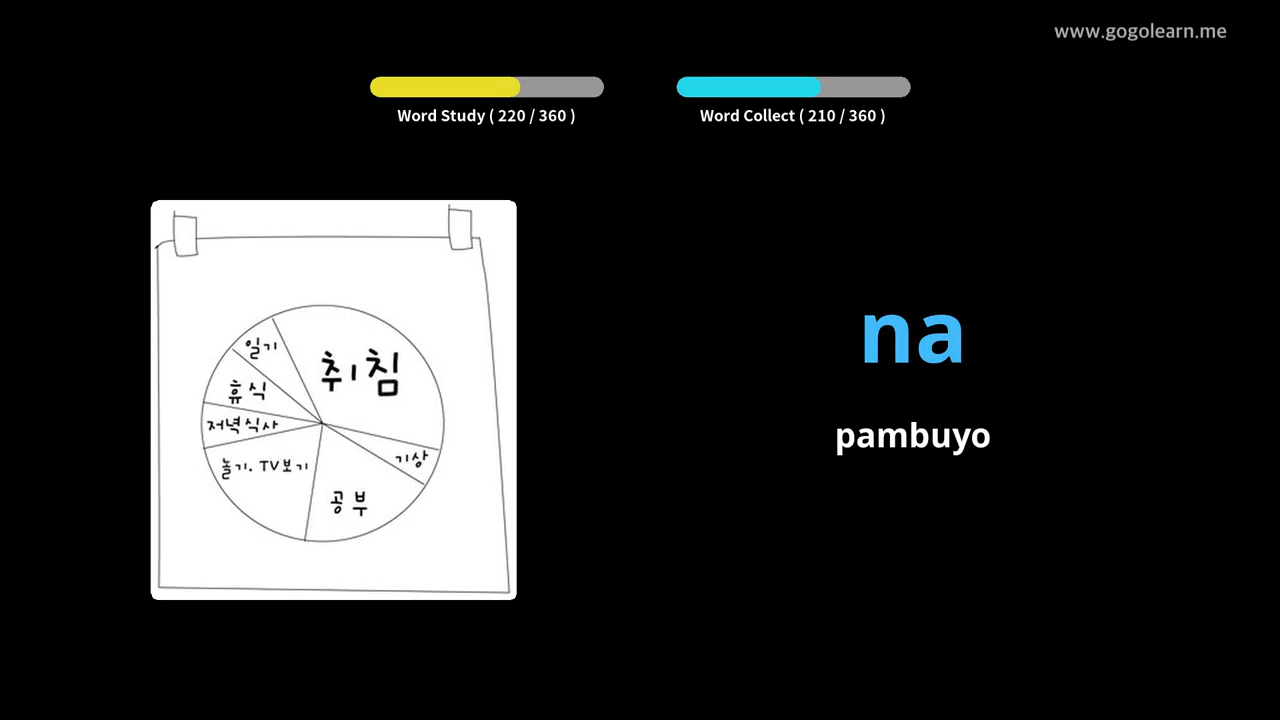 www.gogolearn.me
Word Study ( 220 / 360 )
Word Collect ( 210 / 360 )
일기
취침
휴식
저녁식사
놀기. TV보기
기상
공부
na
pambuyo